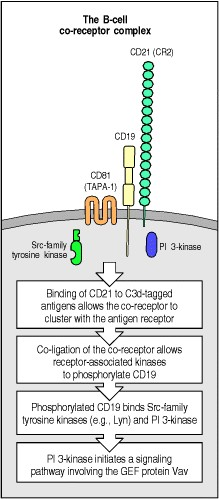 The B-cell
co-receptor complex
CD21 (CR2)
CD19
CD81
(TAPA-1)
Src-family
tyrosine kinase
PI 3-kinase
Binding of CD21 to C3d-tagged
antigens allows the co-receptor to
cluster with the antigen receptor
Co-ligation of the co-receptor allows
receptor-associated kinases
to phosphorylate CD19
Phosphorylated CD19 binds Src-family
tyrosine kinases (e.g., Lyn) and PI 3-kinase
PI 3-kinase initiates a signaling
pathway involving the GEF protein Vav